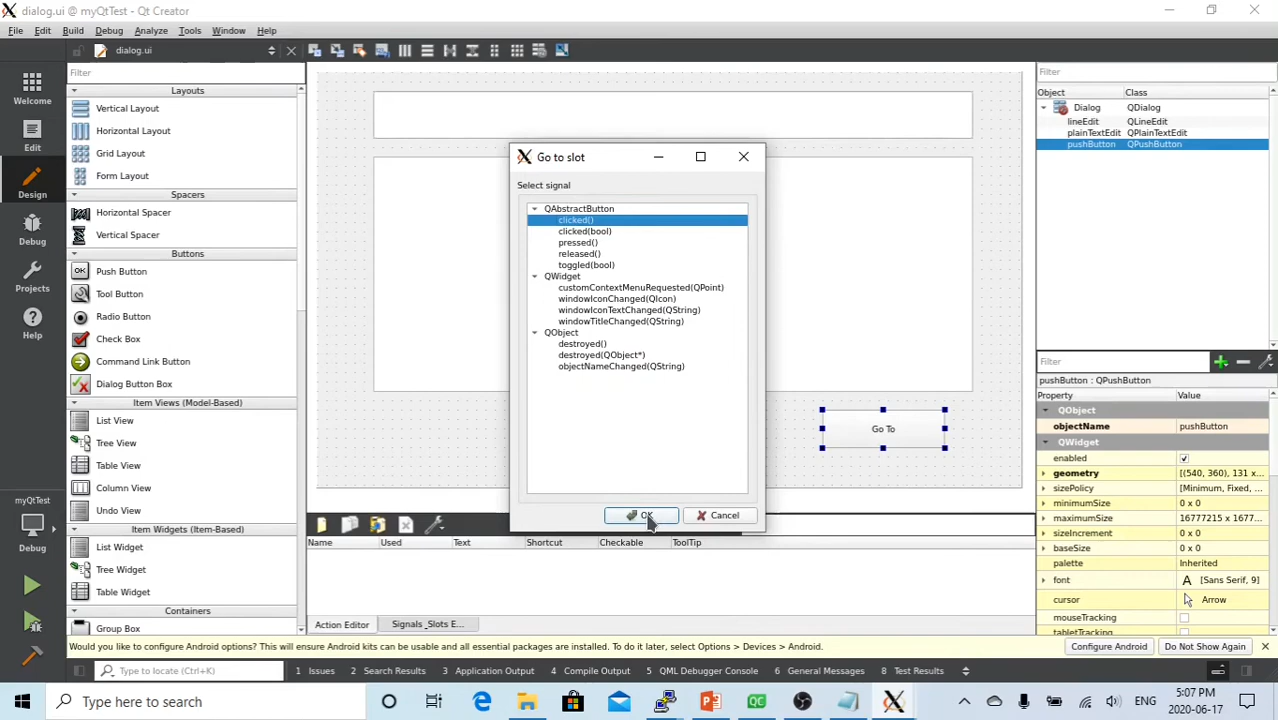 dialog.ui @ myQtTest - Qt Creator
File Edit Build Debug Analyze Tools Window Help
dialog.ui
Filter
Layouts
Vertical Layout
Horizontal Layout
Grid Layout
Form Layout
Spacers
Horizontal Spacer
Vertical Spacer
Buttons
OK Push Button
Tool Button
Radio Button
Check Box
Command Link Button
Dialog Button Box
Item Views (Model-Based)
List View
Tree View
Table View
Column View
Undo View
Item Widgets (Item-Based)
List Widget
Tree Widget
Table Widget
Containers
Group Box
Welcome
Edit
Design
Debug
Projects
Help
myQtTest
Debug
Go to slot
Select signal
QAbstractButton
clicked()
clicked(bool)
pressed()
released()
toggled(bool)
QWidget
customContextMenuRequested(QPoint)
windowIconChanged(QIcon)
windowIconTextChanged(QString)
windowTitleChanged(QString)
QObject
destroyed()
destroyed(QObject*)
objectNameChanged(QString)
OK Cancel
Go To
Name Used Text Shortcut Checkable ToolTip
Action Editor Signals _Slots E...
Filter
Object Class
Dialog QDialog
lineEdit QLineEdit
plainTextEdit QPlainTextEdit
pushButton QPushButton
Filter
pushButton : QPushButton
Property Value
QObject
objectName pushButton
QWidget
enabled
geometry [(540, 360), 131 x...
sizePolicy [Minimum, Fixed, ...
minimumSize 0 x 0
maximumSize 16777215 x 1677...
sizeIncrement 0 x 0
baseSize 0 x 0
palette Inherited
font A [Sans Serif, 9]
cursor Arrow
mouseTracking
tabletTracking
Would you like to configure Android options? This will ensure Android kits can be usable and all essential packages are installed. To do it later, select Options > Devices > Android. Configure Android Do Not Show Again
Type to locate (Ctrl+K) 1 Issues 2 Search Results 3 Application Output 4 Compile Output 5 QML Debugger Console 6 General Messages 8 Test Results
Type here to search
ENG
5:07 PM
2020-06-17